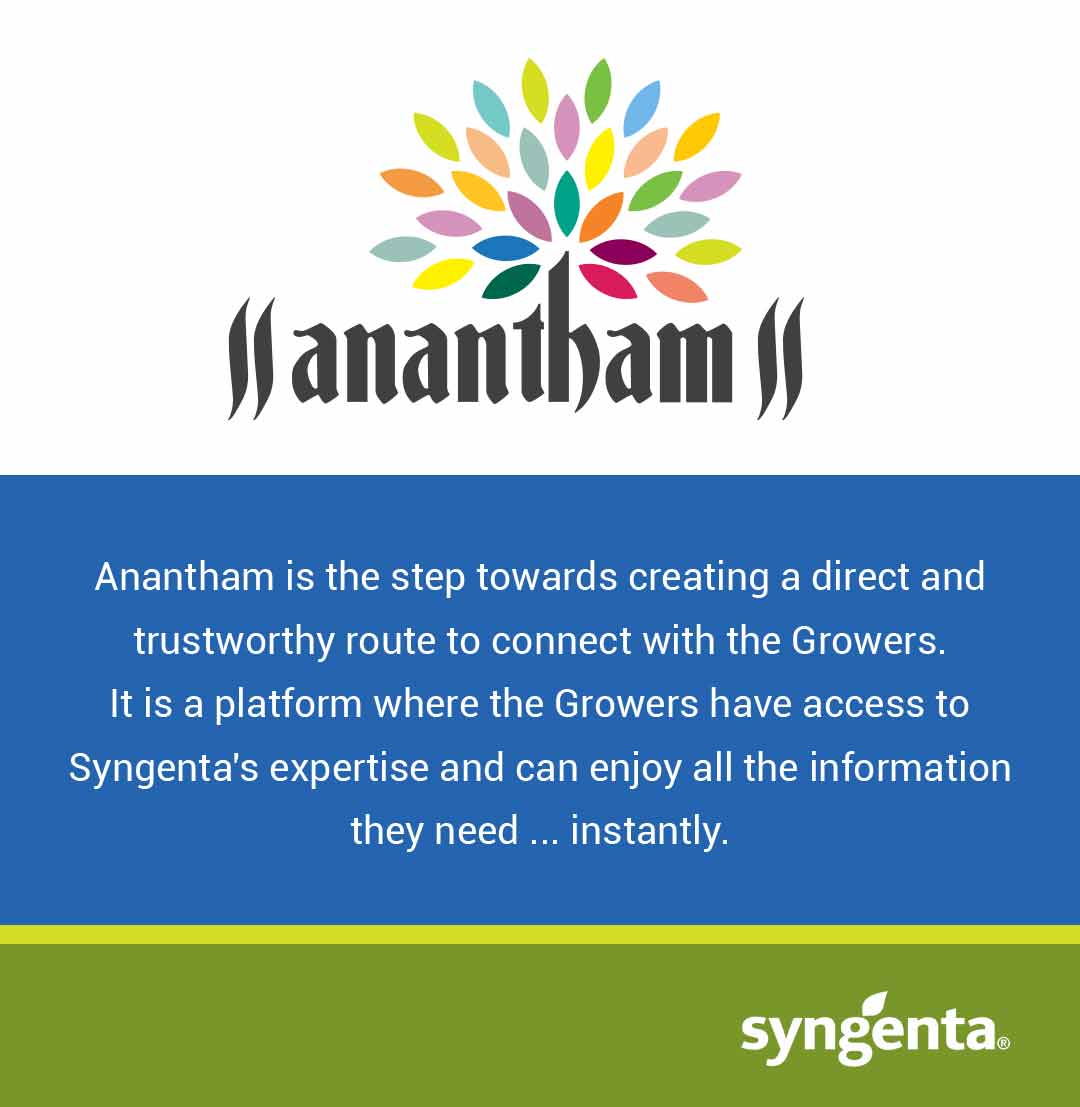 || anantham ||
Anantham is the step towards creating a direct and
trustworthy route to connect with the Growers.
It is a platform where the Growers have access to
Syngenta's expertise and can enjoy all the information
they need ... instantly.
syngenta®